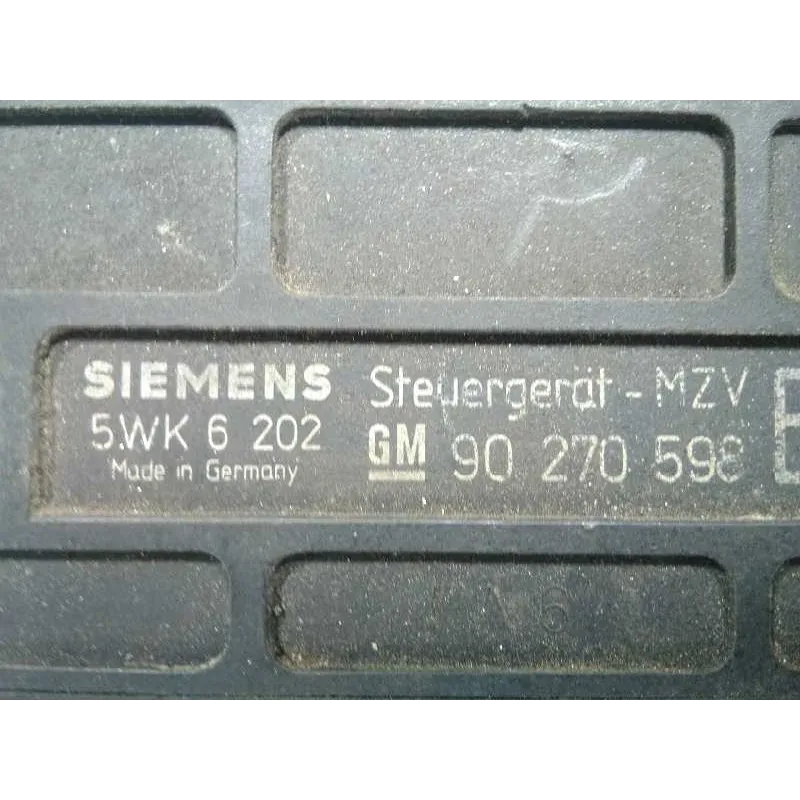 SIEMENS Steuergerät - MZV
5WK 6 202 GM 90 270 598
Made in Germany